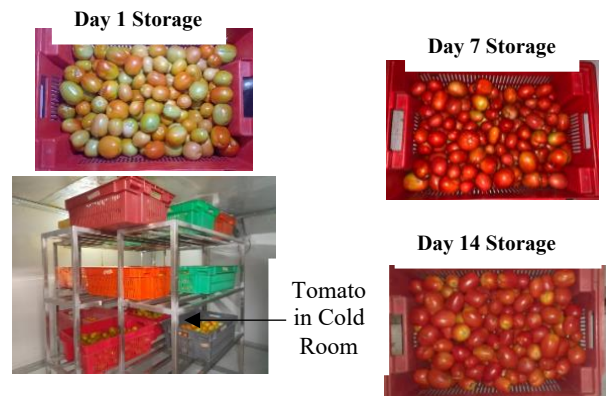 Day 1 Storage
Day 7 Storage
Day 14 Storage
Tomato
in Cold
Room